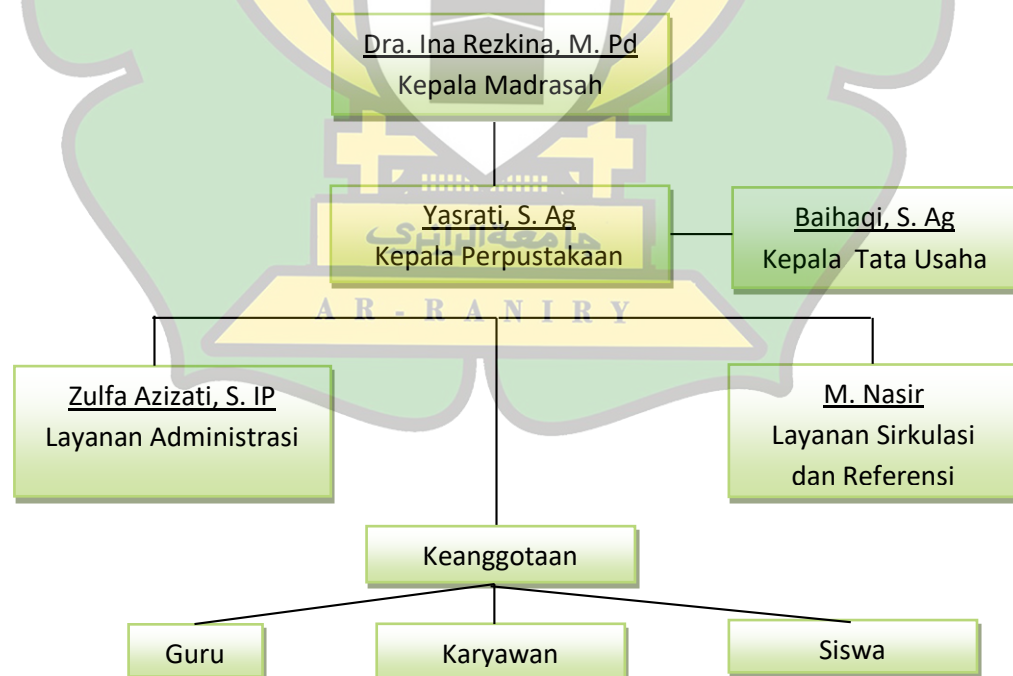 Dra. Ina Rezkina, M. Pd
Kepala Madrasah
Yasrati, S. Ag
Kepala Perpustakaan
Baihaqi, S. Ag
Kepala Tata Usaha
جامعة الرانري
AR-RANIRY
Zulfa Azizati, S. IP
Layanan Administrasi
M. Nasir
Layanan Sirkulasi
dan Referensi
Keanggotaan
Guru
Karyawan
Siswa